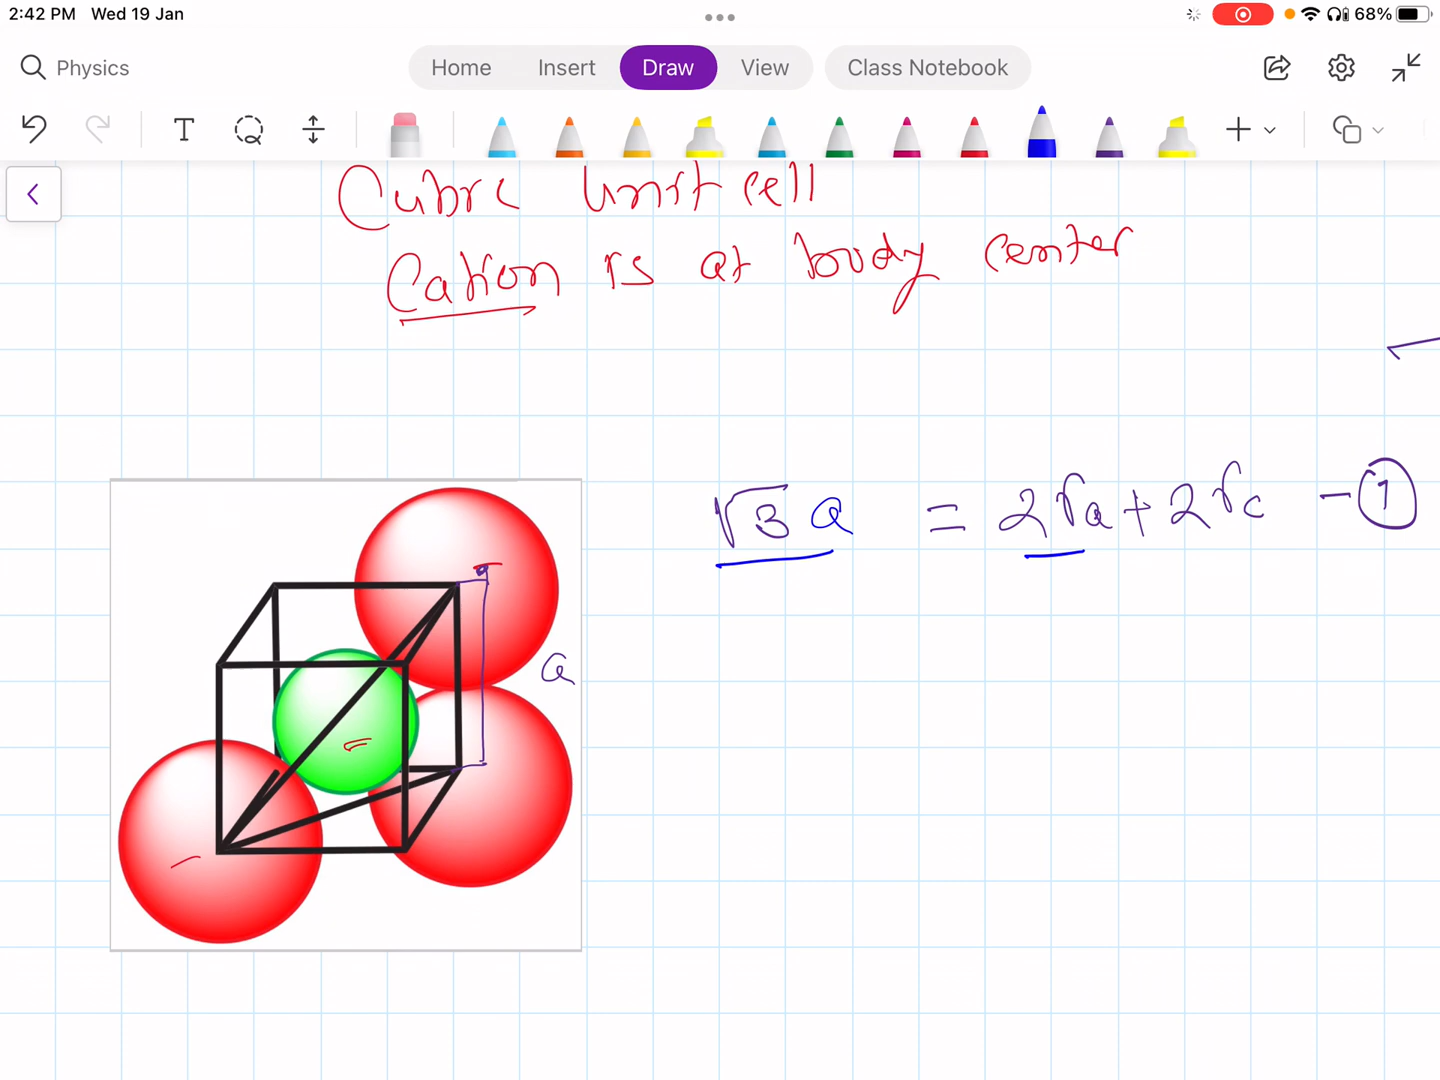 2:42 PM Wed 19 Jan 68%
Physics Home Insert Draw View Class Notebook
T
Cubic Unit cell
Cation is at body center
√3 a = 2ra + 2rc - 1
a